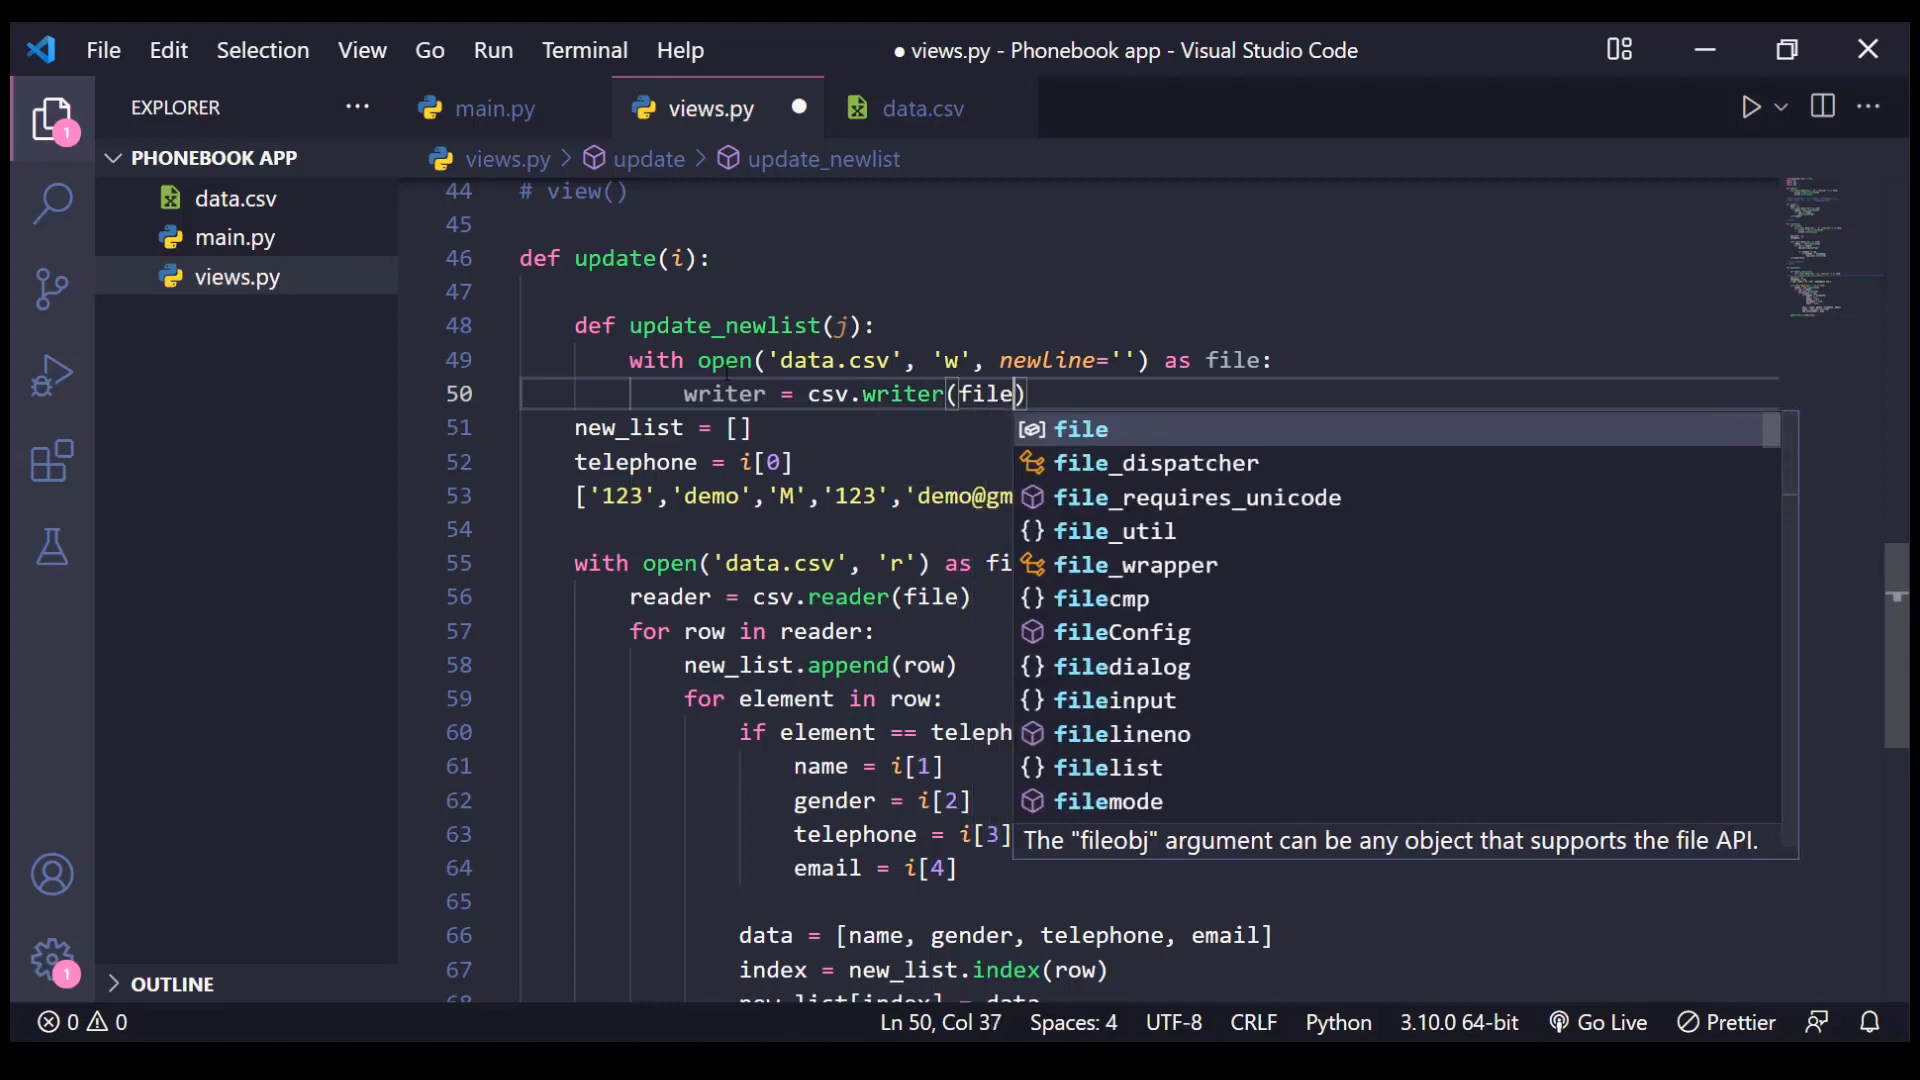 File Edit Selection View Go Run Terminal Help ● views.py - Phonebook app - Visual Studio Code
EXPLORER ··· main.py views.py data.csv
1
PHONEBOOK APP
views.py > update > update_newlist
data.csv
main.py
views.py
44 # view()
45
46 def update(i):
47
48 def update_newlist(j):
49 with open('data.csv', 'w', newline='') as file:
50 writer = csv.writer(file)
51 new_list = []
52 telephone = i[0]
53 ['123','demo','M','123','demo@gm
54
55 with open('data.csv', 'r') as fi
56 reader = csv.reader(file)
57 for row in reader:
58 new_list.append(row)
59 for element in row:
60 if element == teleph
61 name = i[1]
62 gender = i[2]
63 telephone = i[3]
64 email = i[4]
65
66 data = [name, gender, telephone, email]
67 index = new_list.index(row)
68 new_list[index] = data
file
file_dispatcher
file_requires_unicode
file_util
file_wrapper
filecmp
fileConfig
filedialog
fileinput
filelineno
filelist
filemode
The "fileobj" argument can be any object that supports the file API.
1
OUTLINE
0 0 Ln 50, Col 37 Spaces: 4 UTF-8 CRLF Python 3.10.0 64-bit Go Live Prettier